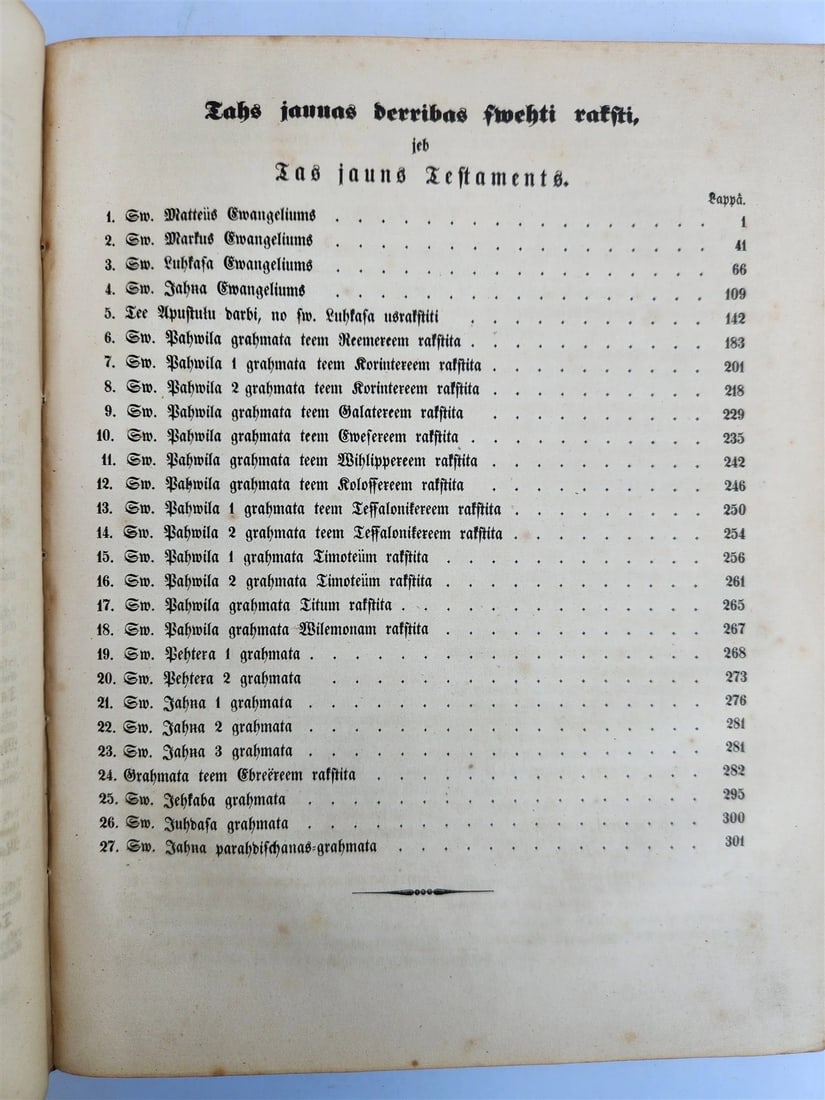 Tahs jaunas derribas ſwehti rakſti,
jeb
Tas jauns Teſtaments.
Lappâ.
1. Sw. Matteüs Ewangeliums . . . . . . . . . . . . . . 1
2. Sw. Markus Ewangeliums . . . . . . . . . . . . . . 41
3. Sw. Luhkaſa Ewangeliums . . . . . . . . . . . . . . 66
4. Sw. Jahna Ewangeliums . . . . . . . . . . . . . . 109
5. Tee Apuſtulu darbi, no ſw. Luhkaſa usrakſtiti . . . . . . . . . 142
6. Sw. Pahwila grahmata teem Reemereem rakſtita . . . . . . . . . 183
7. Sw. Pahwila 1 grahmata teem Korintereem rakſtita . . . . . . . . . 201
8. Sw. Pahwila 2 grahmata teem Korintereem rakſtita . . . . . . . . . 218
9. Sw. Pahwila grahmata teem Galatereem rakſtita . . . . . . . . . 229
10. Sw. Pahwila grahmata teem Eweſereem rakſtita . . . . . . . . . 235
11. Sw. Pahwila grahmata teem Wihlippereem rakſtita . . . . . . . . . 242
12. Sw. Pahwila grahmata teem Koloſſereem rakſtita . . . . . . . . . 246
13. Sw. Pahwila 1 grahmata teem Teſſalonikereem rakſtita . . . . . . . . 250
14. Sw. Pahwila 2 grahmata teem Teſſalonikereem rakſtita . . . . . . . . 254
15. Sw. Pahwila 1 grahmata Timoteüm rakſtita . . . . . . . . . . 256
16. Sw. Pahwila 2 grahmata Timoteüm rakſtita . . . . . . . . . . 261
17. Sw. Pahwila grahmata Titum rakſtita . . . . . . . . . . . . 265
18. Sw. Pahwila grahmata Wilemonam rakſtita . . . . . . . . . . 267
19. Sw. Pehtera 1 grahmata . . . . . . . . . . . . . . . 268
20. Sw. Pehtera 2 grahmata . . . . . . . . . . . . . . 273
21. Sw. Jahna 1 grahmata . . . . . . . . . . . . . . . 276
22. Sw. Jahna 2 grahmata . . . . . . . . . . . . . . . 281
23. Sw. Jahna 3 grahmata . . . . . . . . . . . . . . . 281
24. Grahmata teem Ebreëreem rakſtita . . . . . . . . . . . . 282
25. Sw. Jehkaba grahmata . . . . . . . . . . . . . . . 295
26. Sw. Juhdaſa grahmata . . . . . . . . . . . . . . . 300
27. Sw. Jahna parahdiſchanas-grahmata . . . . . . . . . . . . 301